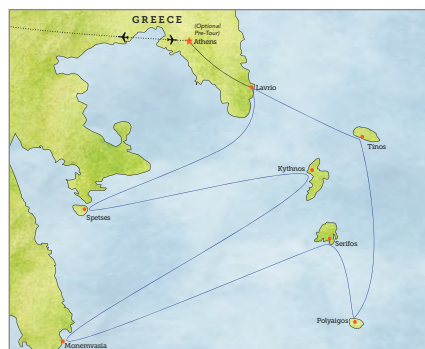 GREECE
(Optional
Pre-Tour)
Athens
Lavrio
Tinos
Kythnos
Spetses
Serifos
Polyaigos
Monemvasia